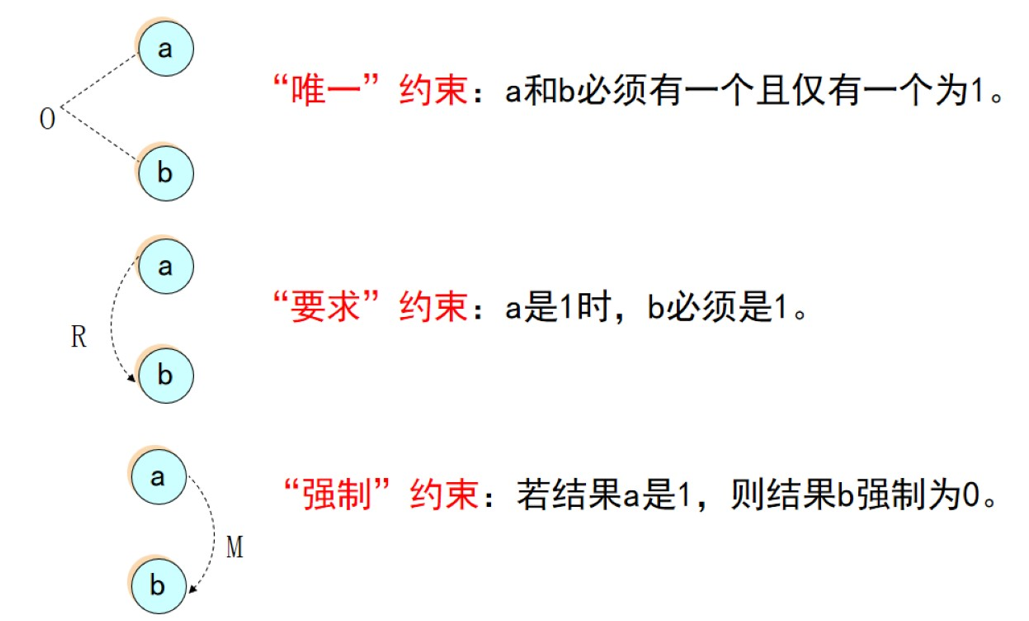 a
“唯一”约束：a和b必须有一个且仅有一个为1。
O
b
a
“要求”约束：a是1时，b必须是1。
R
b
a
“强制”约束：若结果a是1，则结果b强制为0。
M
b